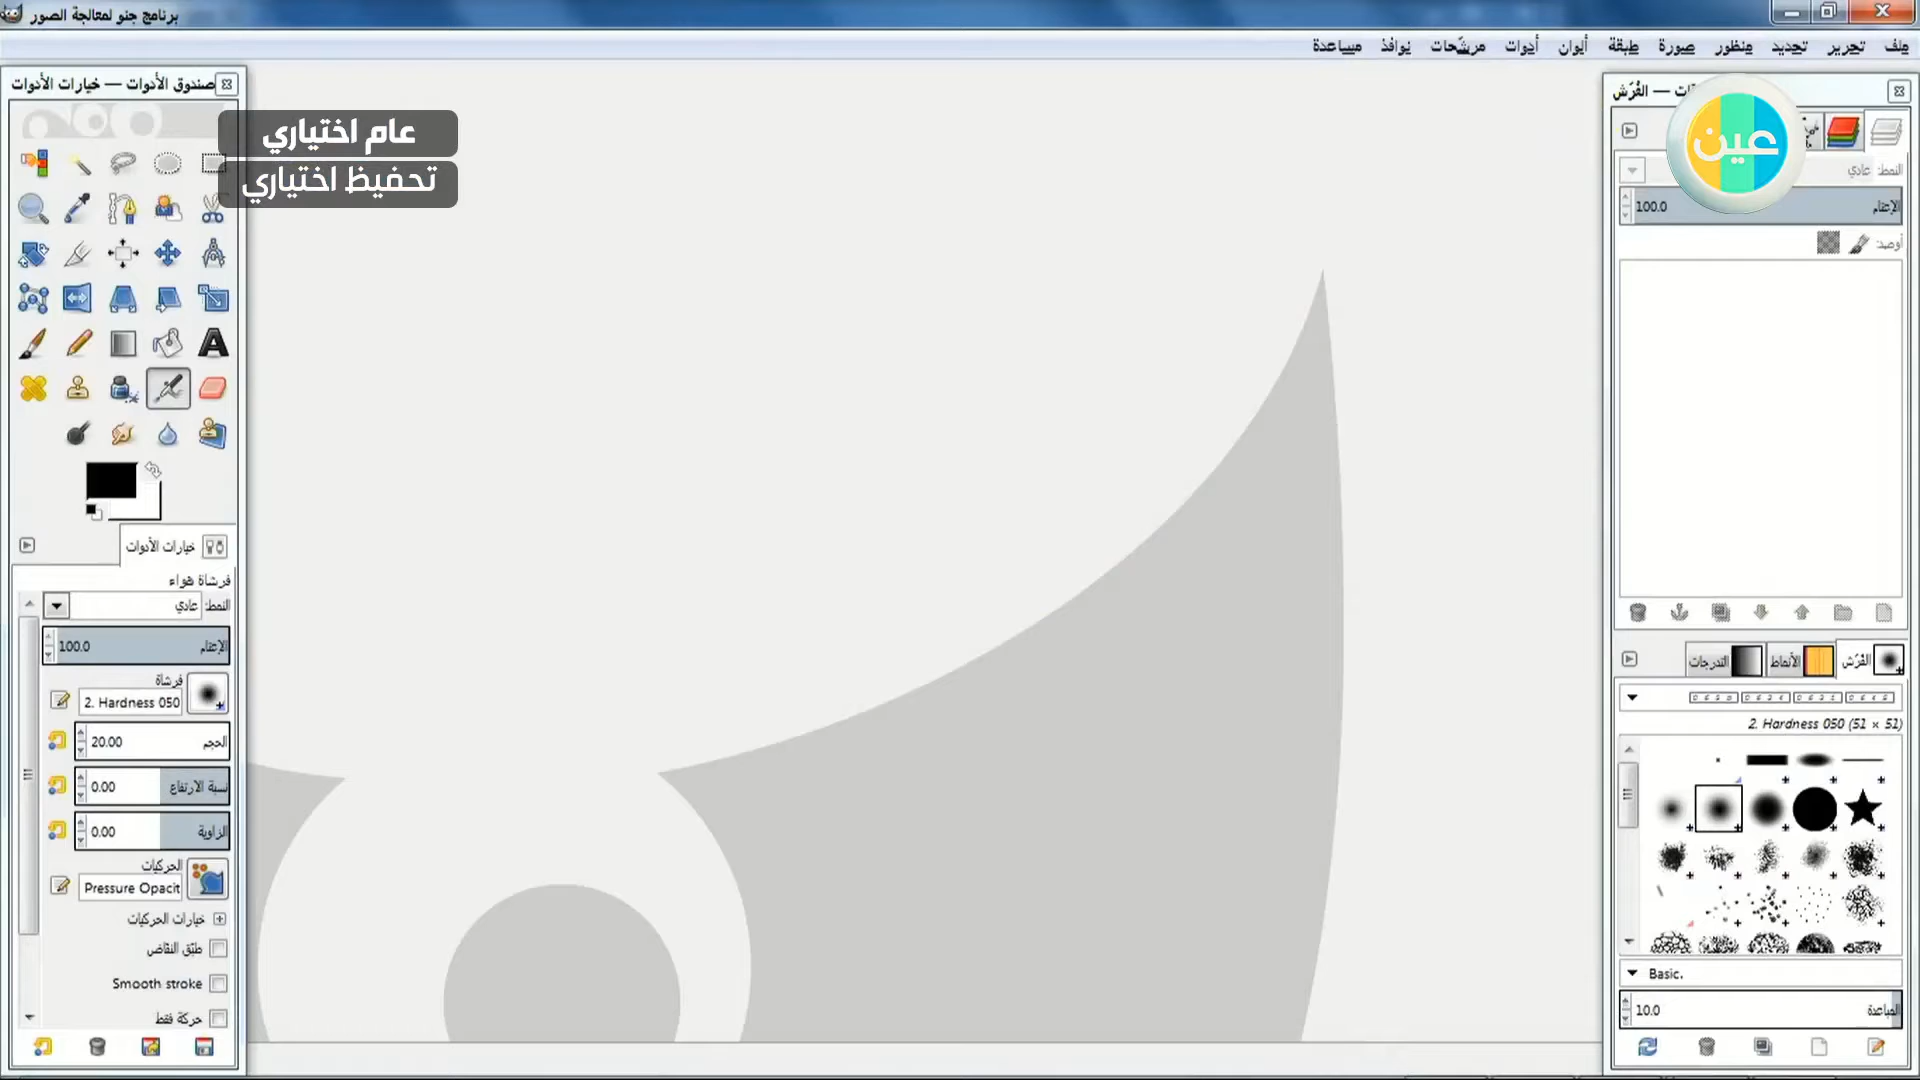 برنامج جنو لمعالجة الصور
ملف تحرير تحديد منظور صورة طبقة ألوان أدوات مرشّحات نوافذ مساعدة
صندوق الأدوات — خيارات الأدوات
عام اختياري
تحفيظ اختياري
خيارات الأدوات
فرشاة هواء
النمط: عادي
الإعتام 100.0
فرشاة
2. Hardness 050
الحجم 20.00
نسبة الارتفاع 0.00
الزاوية 0.00
الحركيات
Pressure Opacit
خيارات الحركيات
طبّق النقّاض
Smooth stroke
حركة فقط
— الفُرَش
عين
النمط: عادي
الإعتام 100.0
أوصد:
الفُرَش الأنماط التدرجات
2. Hardness 050 (51 × 51)
Basic.
المباعدة 10.0